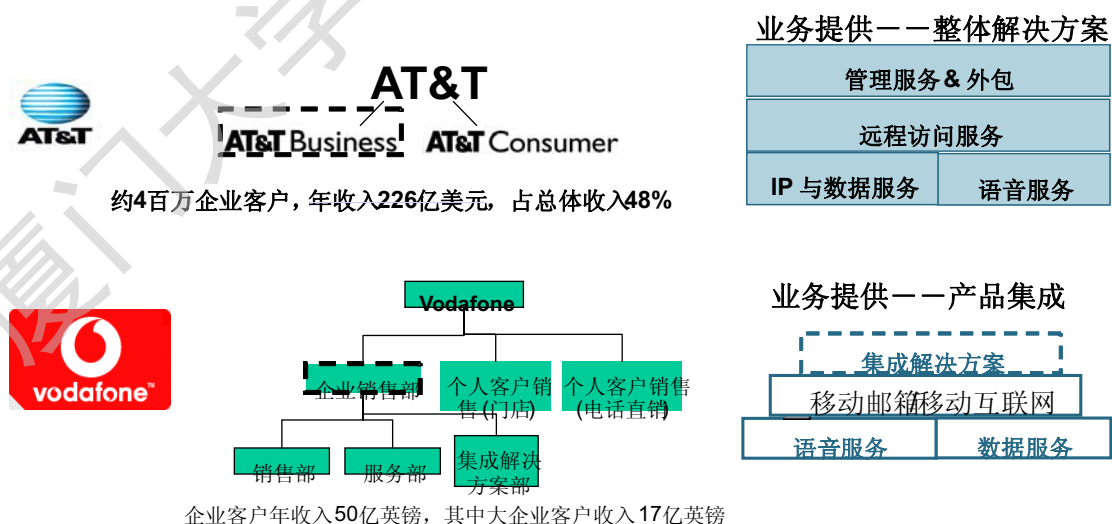 业务提供－－整体解决方案
AT&T
AT&T
AT&T Business
AT&T Consumer
约4百万企业客户，年收入226亿美元，占总体收入48%
管理服务& 外包
远程访问服务
IP 与数据服务
语音服务
厦门大学
vodafone™
Vodafone
企业销售部
个人客户销
售(门店)
个人客户销售
(电话直销)
销售部
服务部
集成解决
方案部
企业客户年收入50亿英镑，其中大企业客户收入17亿英镑
业务提供－－产品集成
集成解决方案
移动邮箱/移动互联网
语音服务
数据服务